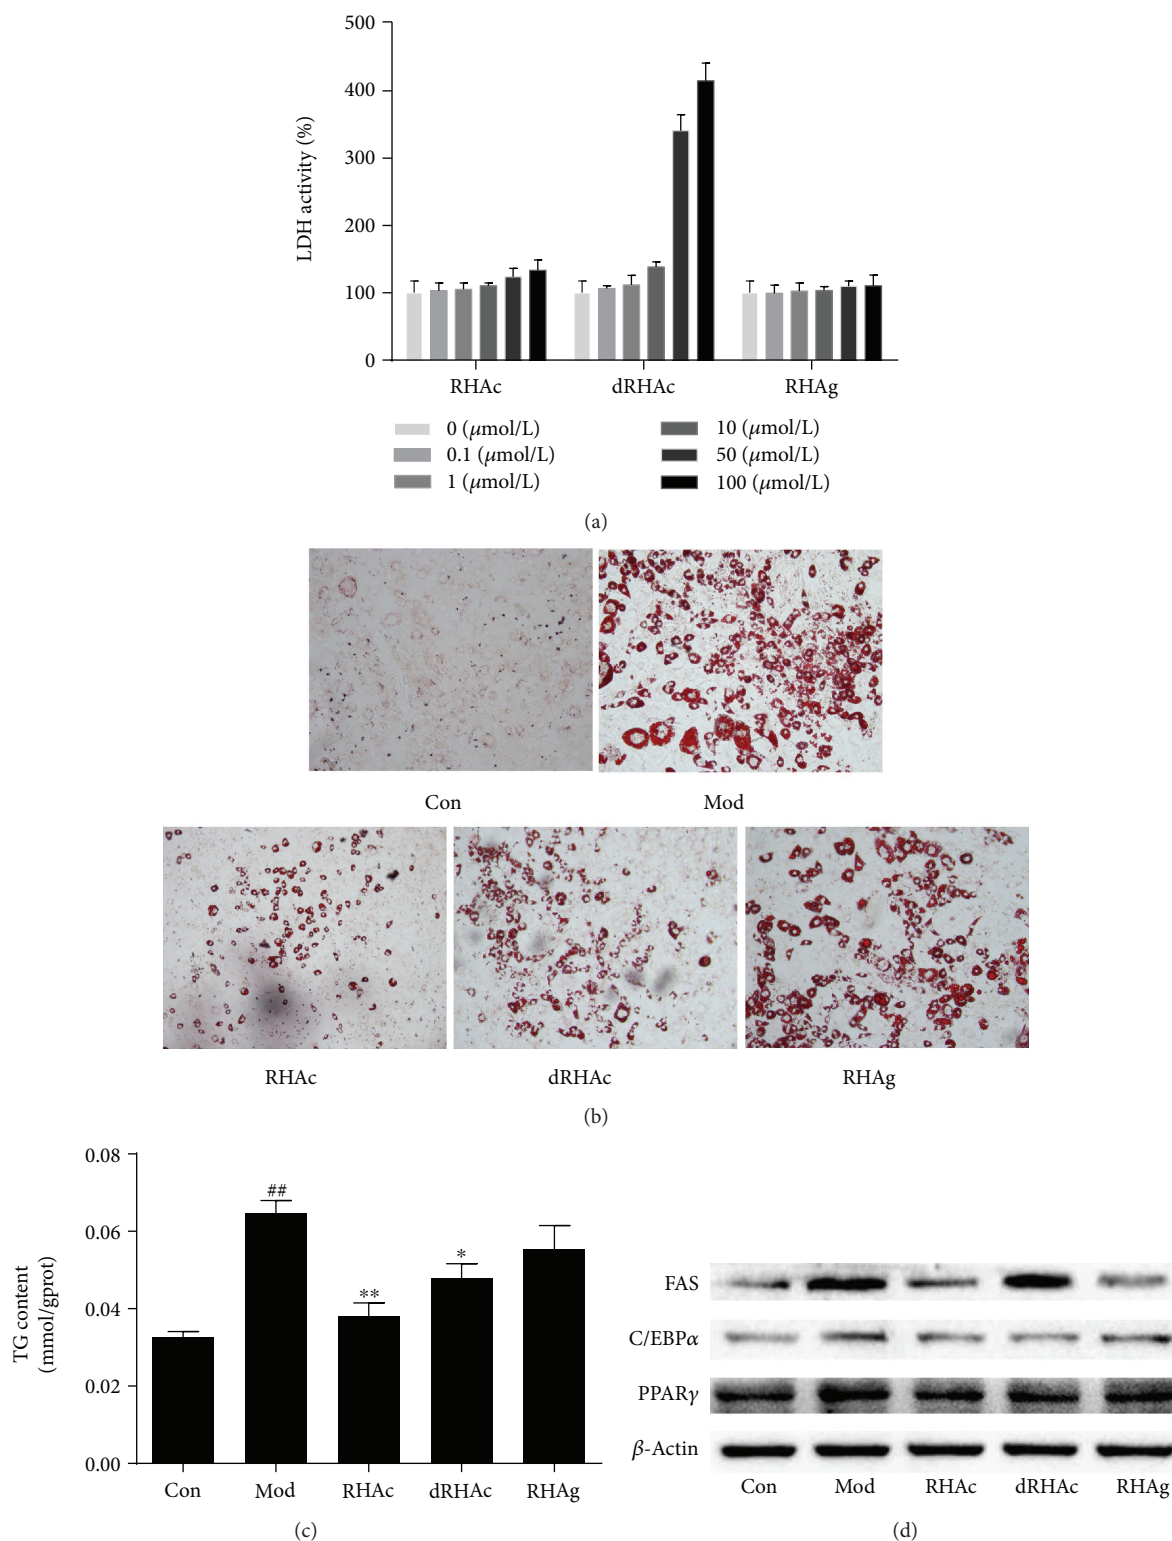 500
400
300
200
100
0
LDH activity (%)
RHAc dRHAc RHAg
0 (μmol/L) 10 (μmol/L)
0.1 (μmol/L) 50 (μmol/L)
1 (μmol/L) 100 (μmol/L)
(a)
Con Mod
RHAc dRHAc RHAg
(b)
0.08
0.06
0.04
0.02
0.00
TG content
(mmol/gprot)
##
**
*
Con Mod RHAc dRHAc RHAg
(c)
FAS
C/EBPα
PPARγ
β-Actin
Con Mod RHAc dRHAc RHAg
(d)